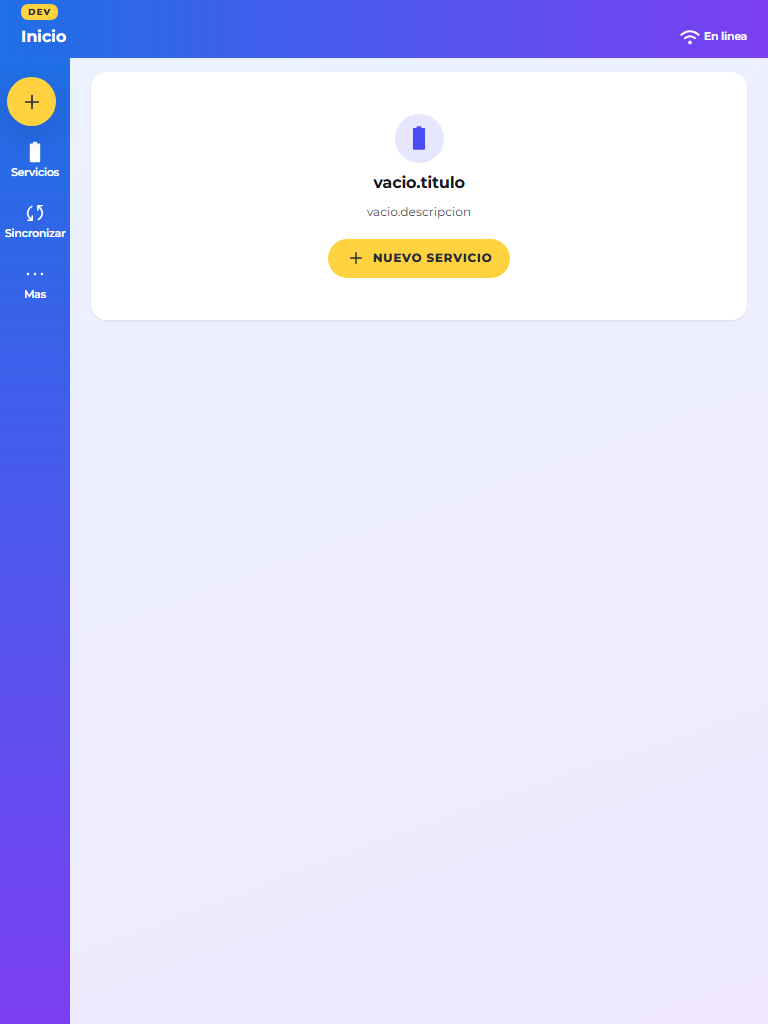 DEV
Inicio
En linea
Servicios
Sincronizar
Mas
vacio.titulo
vacio.descripcion
NUEVO SERVICIO